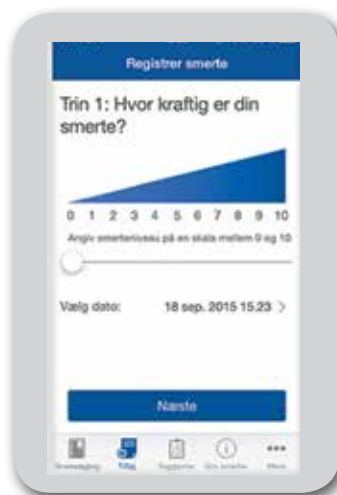 Registrer smerte
Trin 1: Hvor kraftig er din
smerte?
0 1 2 3 4 5 6 7 8 9 10
Angiv smerteniveau på en skala mellem 0 og 10
Vælg dato: 18 sep. 2015 15.23 >
Næste
Tilføj Rapporter Om smerter Mere